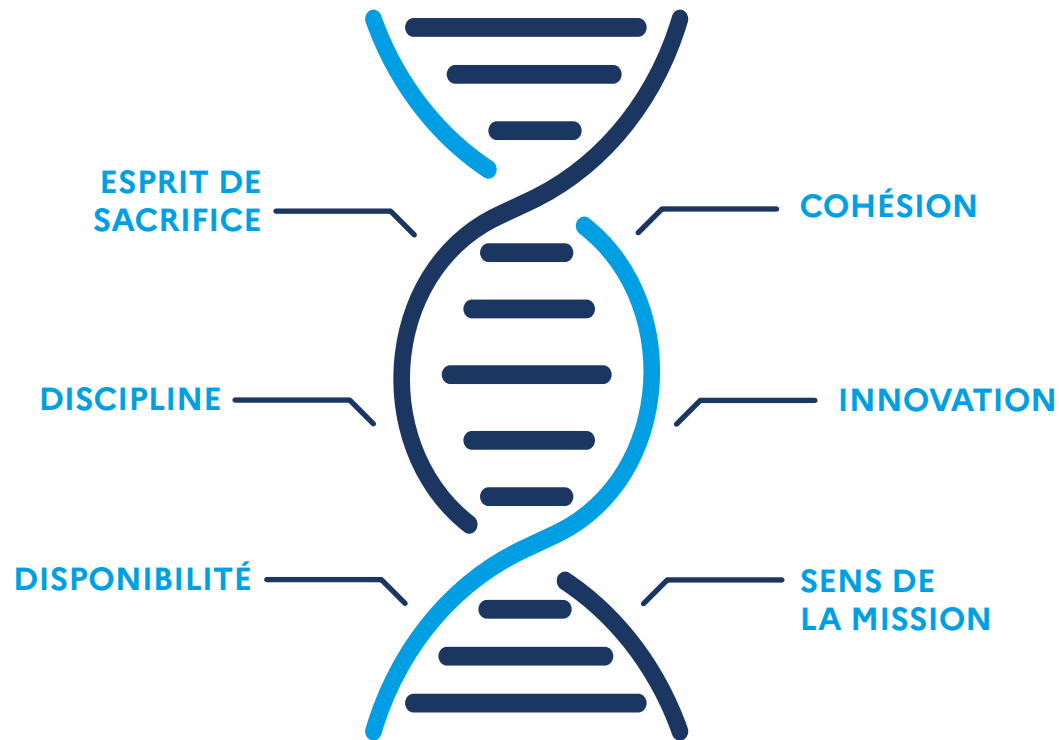 ESPRIT DE
SACRIFICE
COHÉSION
DISCIPLINE
INNOVATION
DISPONIBILITÉ
SENS DE
LA MISSION